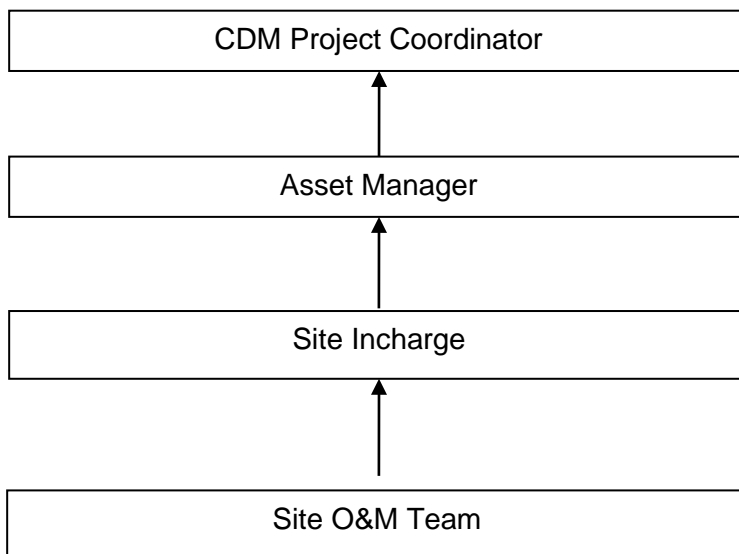 CDM Project Coordinator
Asset Manager
Site Incharge
Site O&M Team